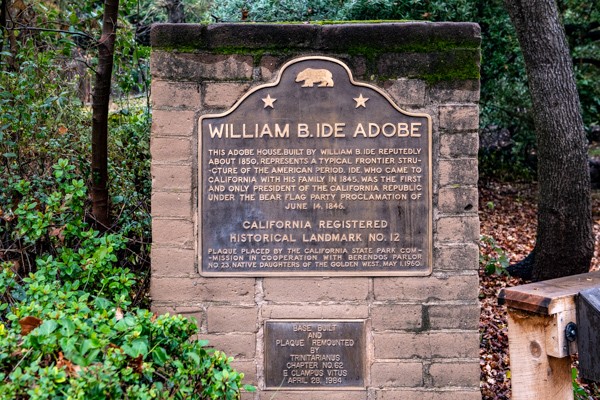 WILLIAM B. IDE ADOBE
THIS ADOBE HOUSE, BUILT BY WILLIAM B. IDE REPUTEDLY
ABOUT 1850, REPRESENTS A TYPICAL FRONTIER STRU-
CTURE OF THE AMERICAN PERIOD. IDE, WHO CAME TO
CALIFORNIA WITH HIS FAMILY IN 1845, WAS THE FIRST
AND ONLY PRESIDENT OF THE CALIFORNIA REPUBLIC
UNDER THE BEAR FLAG PARTY PROCLAMATION OF
JUNE 14, 1846.
CALIFORNIA REGISTERED
HISTORICAL LANDMARK NO. 12
PLAQUE PLACED BY THE CALIFORNIA STATE PARK COM-
MISSION IN COOPERATION WITH BERENDOS PARLOR
NO. 23, NATIVE DAUGHTERS OF THE GOLDEN WEST, MAY 1, 1960.
BASE BUILT
AND
PLAQUE REMOUNTED
BY
TRINITARIANUS
CHAPTER NO. 62
E CLAMPUS VITUS
APRIL 28, 1984